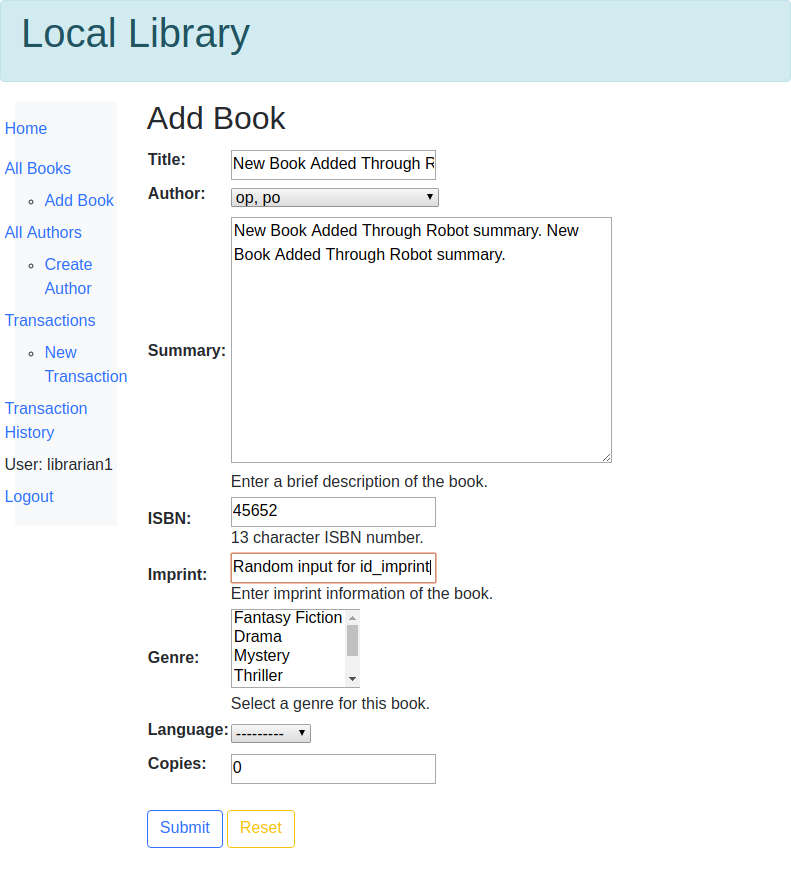 Local Library
Home
All Books
Add Book
All Authors
Create
Author
Transactions
New
Transaction
Transaction
History
User: librarian1
Logout
Add Book
Title: New Book Added Through R
Author: op, po
Summary: New Book Added Through Robot summary. New
Book Added Through Robot summary.
Enter a brief description of the book.
ISBN: 45652
13 character ISBN number.
Imprint: Random input for id_imprint
Enter imprint information of the book.
Genre: Fantasy Fiction
Drama
Mystery
Thriller
Select a genre for this book.
Language: ---------
Copies: 0
Submit Reset